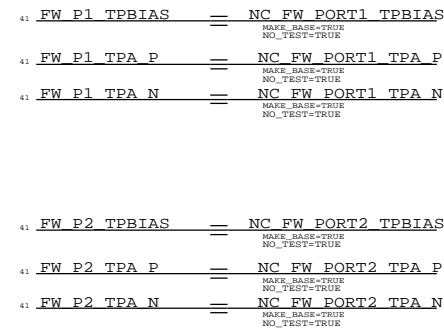 41 FW_P1_TPBIAS = NC_FW_PORT1_TPBIAS
MAKE_BASE=TRUE
NO_TEST=TRUE
41 FW_P1_TPA_P = NC_FW_PORT1_TPA_P
MAKE_BASE=TRUE
NO_TEST=TRUE
41 FW_P1_TPA_N = NC_FW_PORT1_TPA_N
MAKE_BASE=TRUE
NO_TEST=TRUE
41 FW_P2_TPBIAS = NC_FW_PORT2_TPBIAS
MAKE_BASE=TRUE
NO_TEST=TRUE
41 FW_P2_TPA_P = NC_FW_PORT2_TPA_P
MAKE_BASE=TRUE
NO_TEST=TRUE
41 FW_P2_TPA_N = NC_FW_PORT2_TPA_N
MAKE_BASE=TRUE
NO_TEST=TRUE